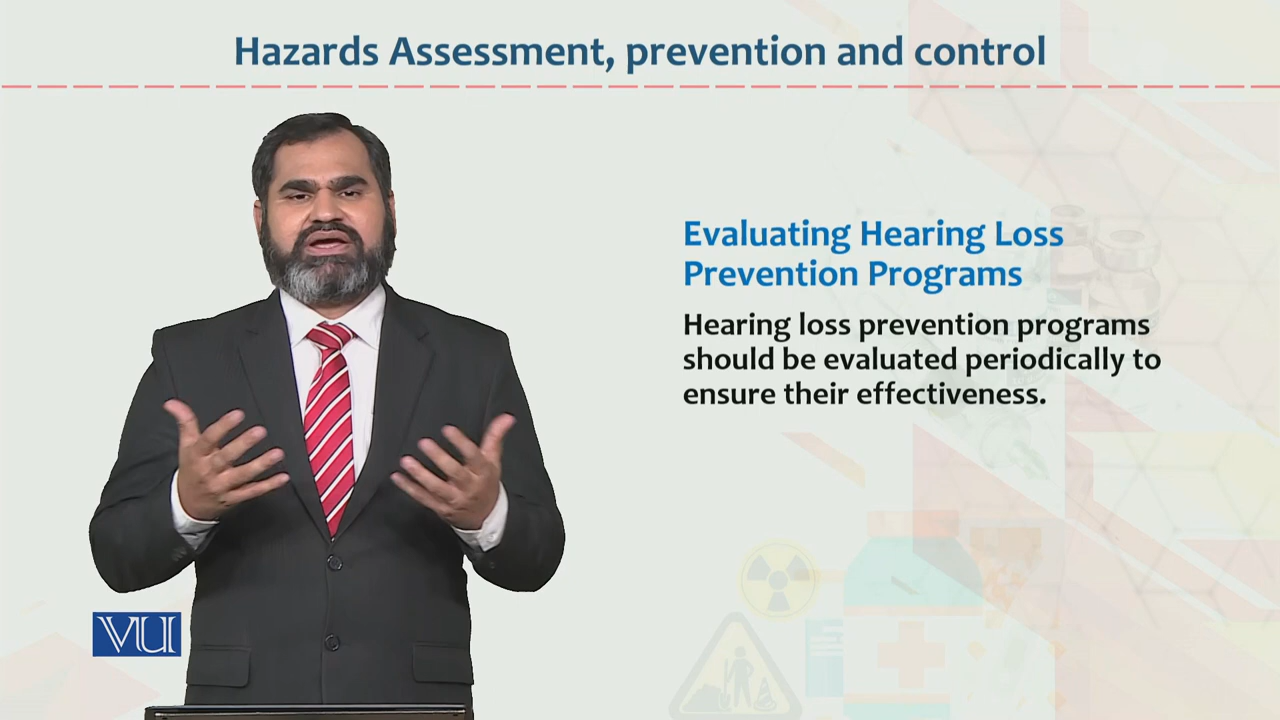 Hazards Assessment, prevention and control
Evaluating Hearing Loss
Prevention Programs
Hearing loss prevention programs
should be evaluated periodically to
ensure their effectiveness.
VU